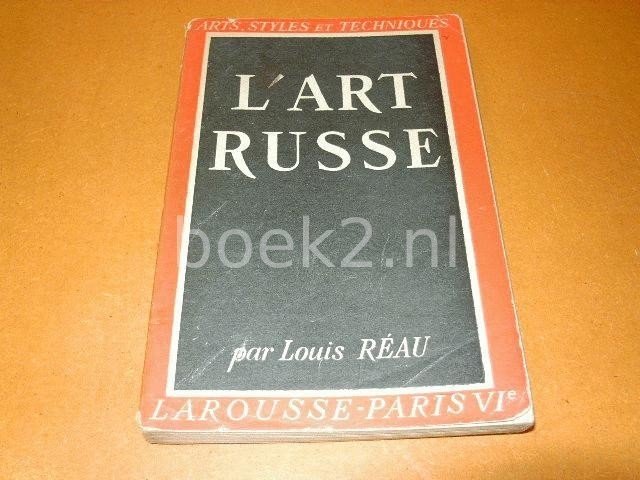 ARTS, STYLES ET TECHNIQUES
L'ART
RUSSE
boek2.nl
par Louis RÉAU
LAROUSSE-PARIS VIe